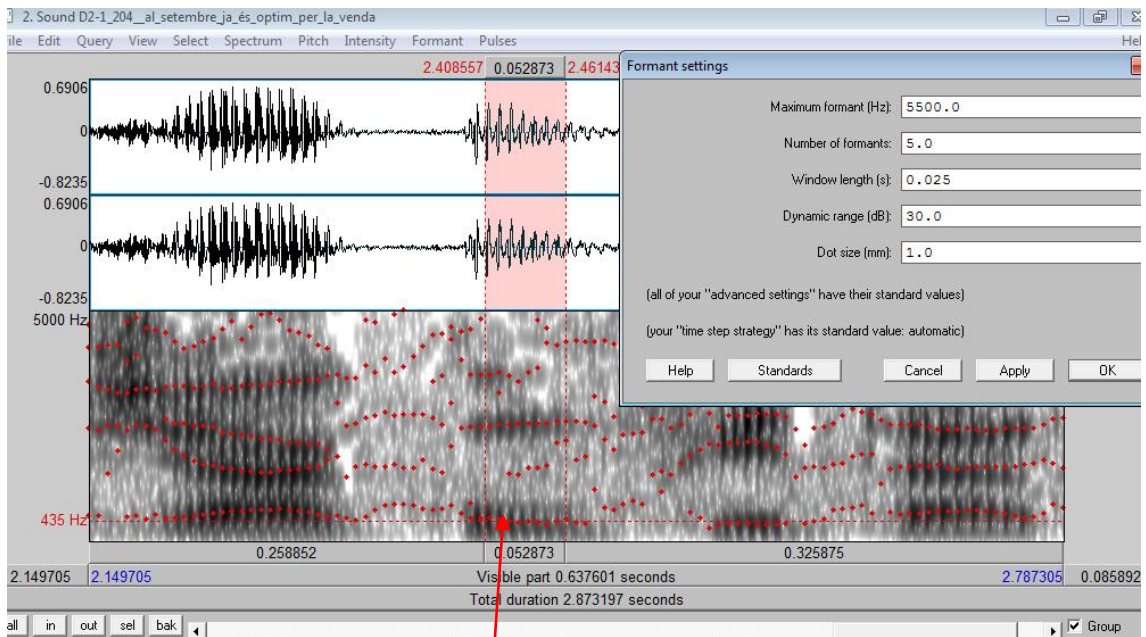 2. Sound D2-1_204__al_setembre_ja_és_optim_per_la_venda
Edit Query View Select Spectrum Pitch Intensity Formant Pulses
2.408557 0.052873 2.46143
Formant settings
0.6906
0
-0.8235
0.6906
0
-0.8235
5000 Hz
435 Hz
Maximum formant (Hz): 5500.0
Number of formants: 5.0
Window length (s): 0.025
Dynamic range (dB): 30.0
Dot size (mm): 1.0
(all of your "advanced settings" have their standard values)
(your "time step strategy" has its standard value: automatic)
Help Standards Cancel Apply OK
0.258852 0.052873 0.325875
2.149705 2.149705 Visible part 0.637601 seconds 2.787305 0.085892
Total duration 2.873197 seconds
all in out sel bak Group